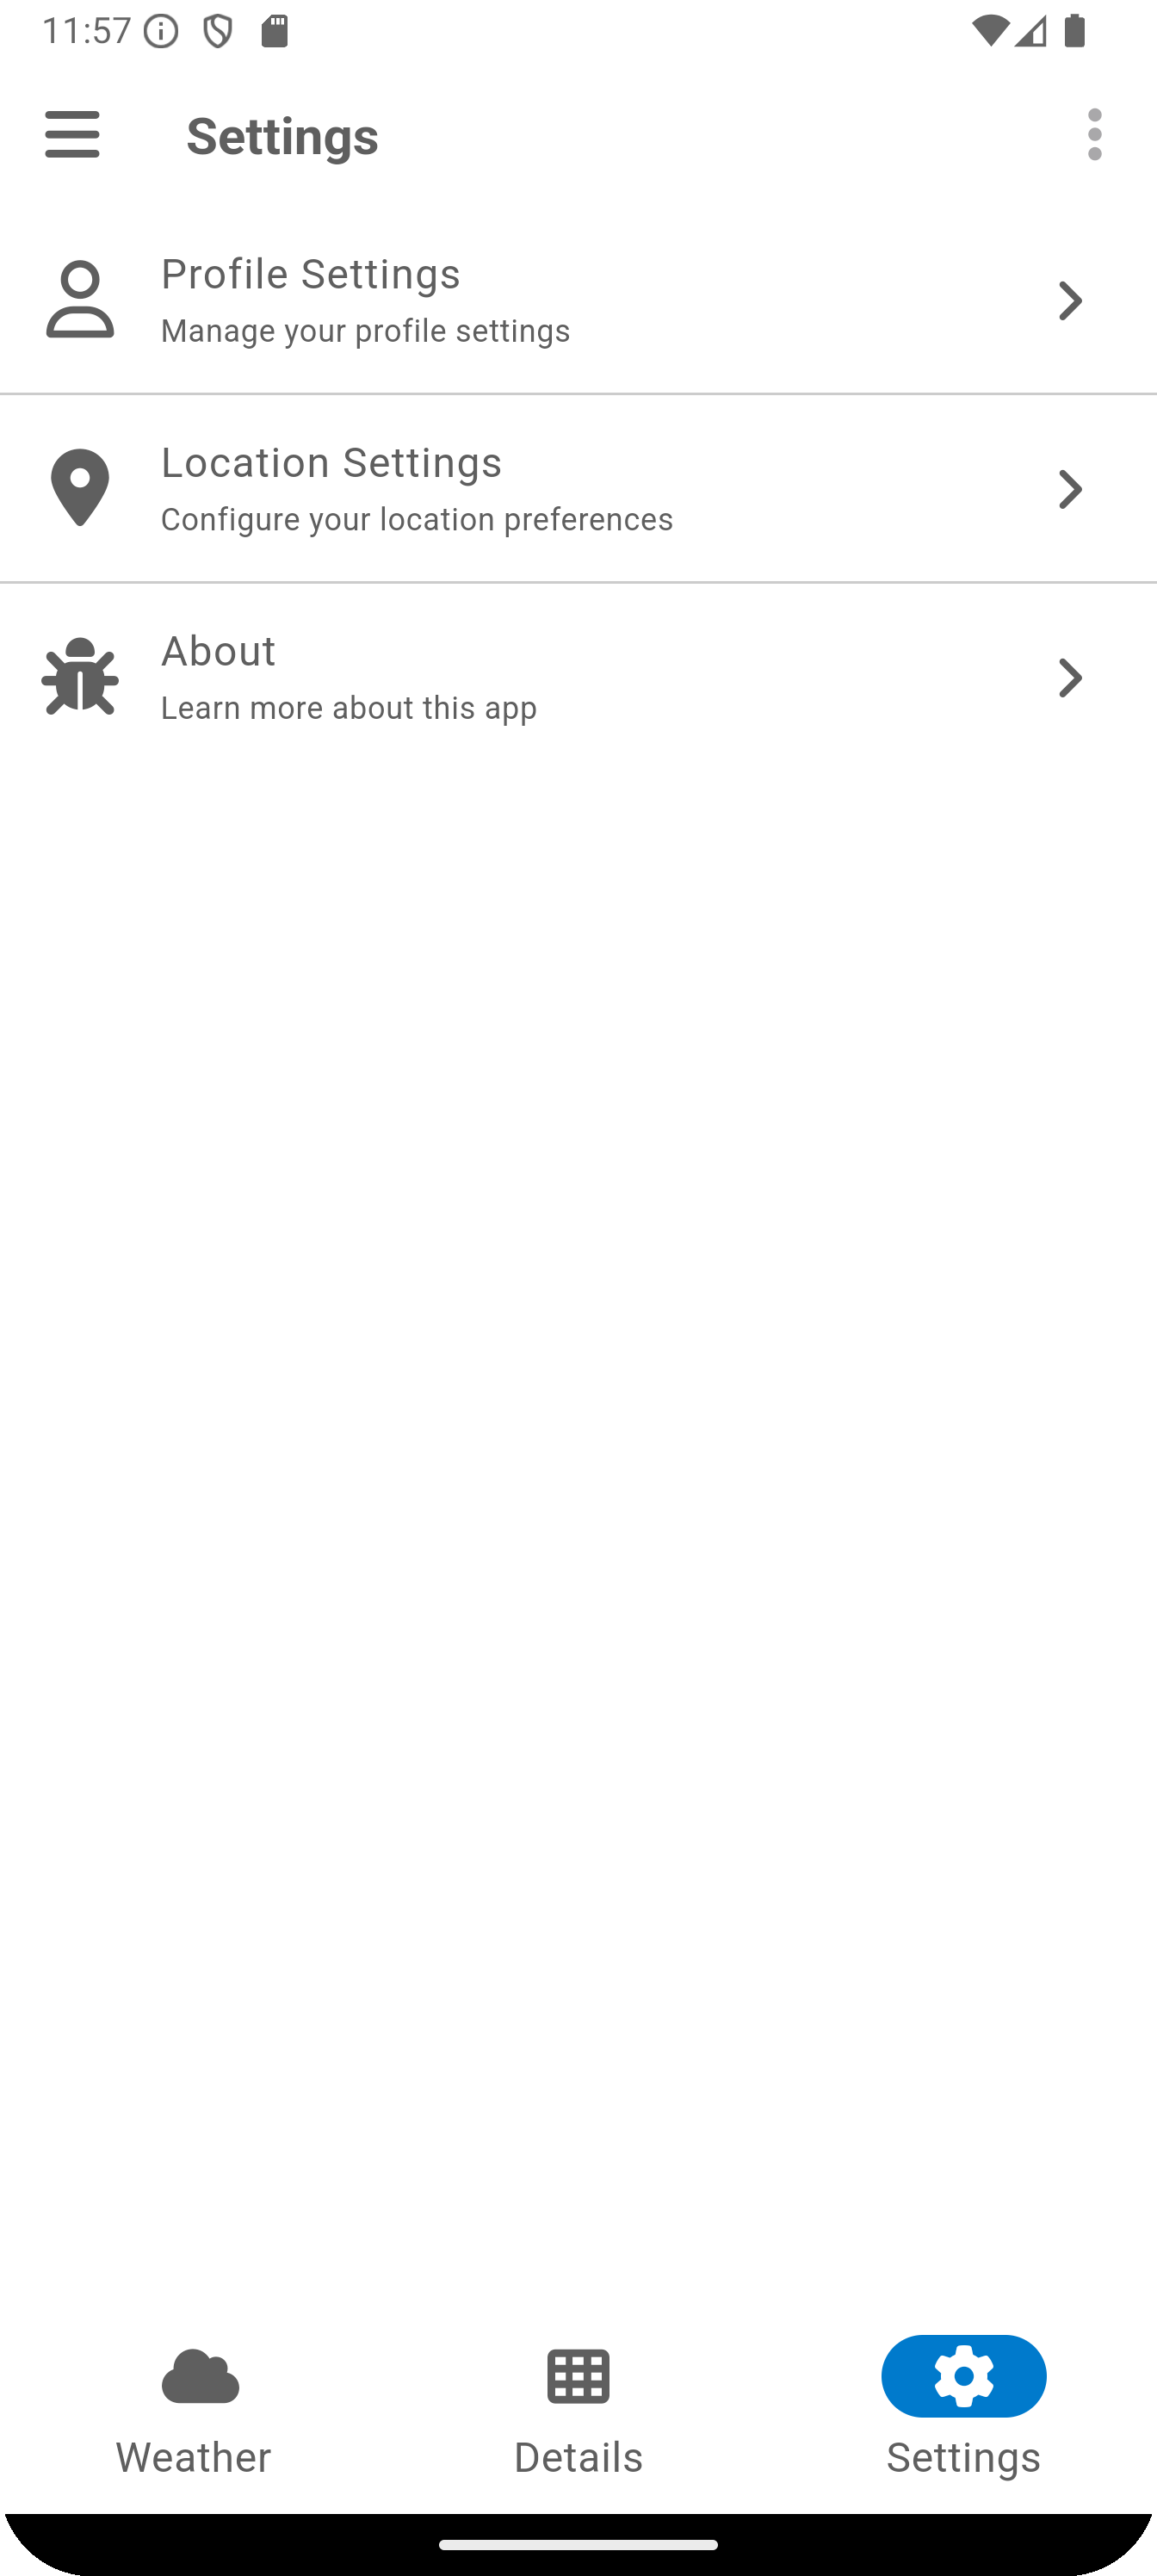 11:57
Settings
Profile Settings
Manage your profile settings
Location Settings
Configure your location preferences
About
Learn more about this app
Weather
Details
Settings